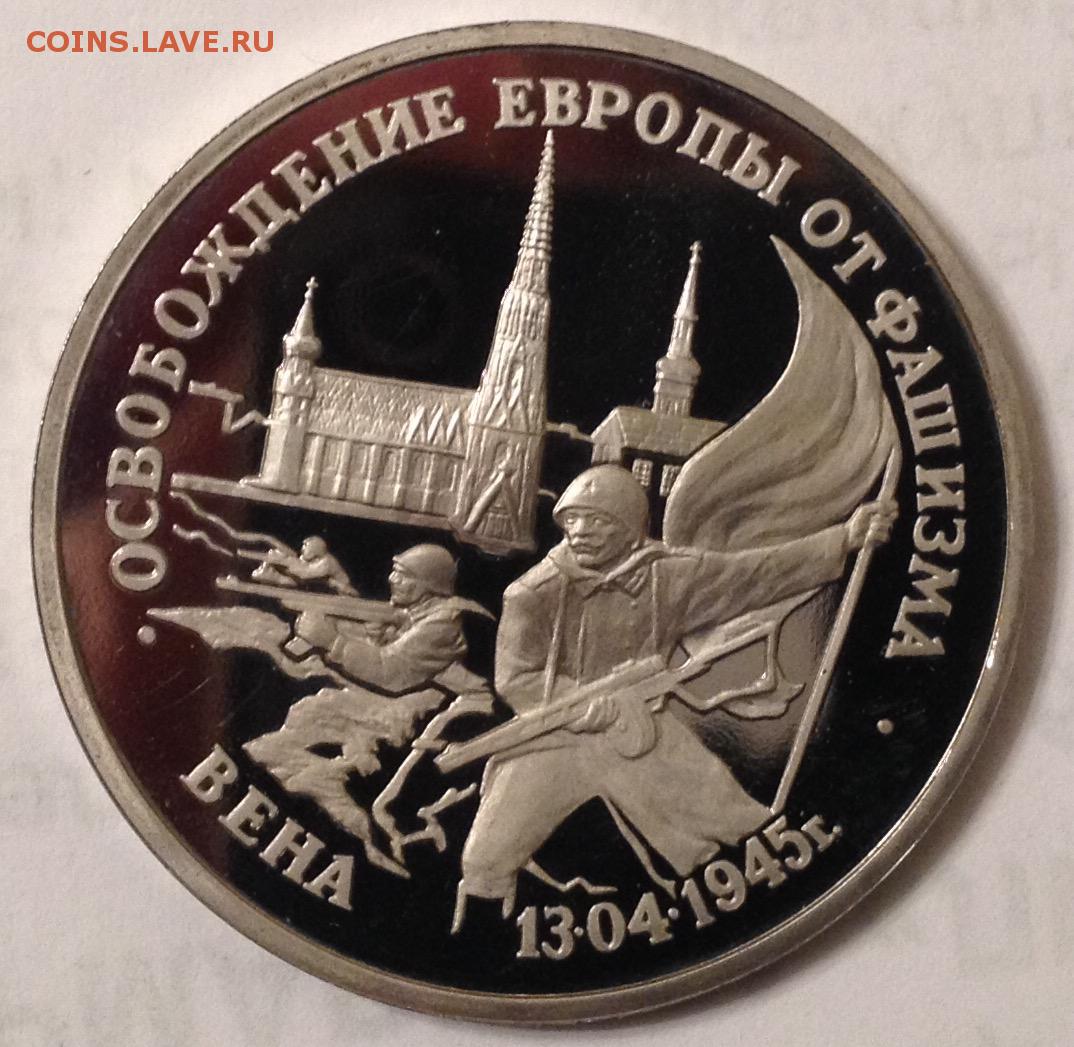 COINS.LAVE.RU
· ОСВОБОЖДЕНИЕ ЕВРОПЫ ОТ ФАШИЗМА ·
ВЕНА
13·04·1945г.